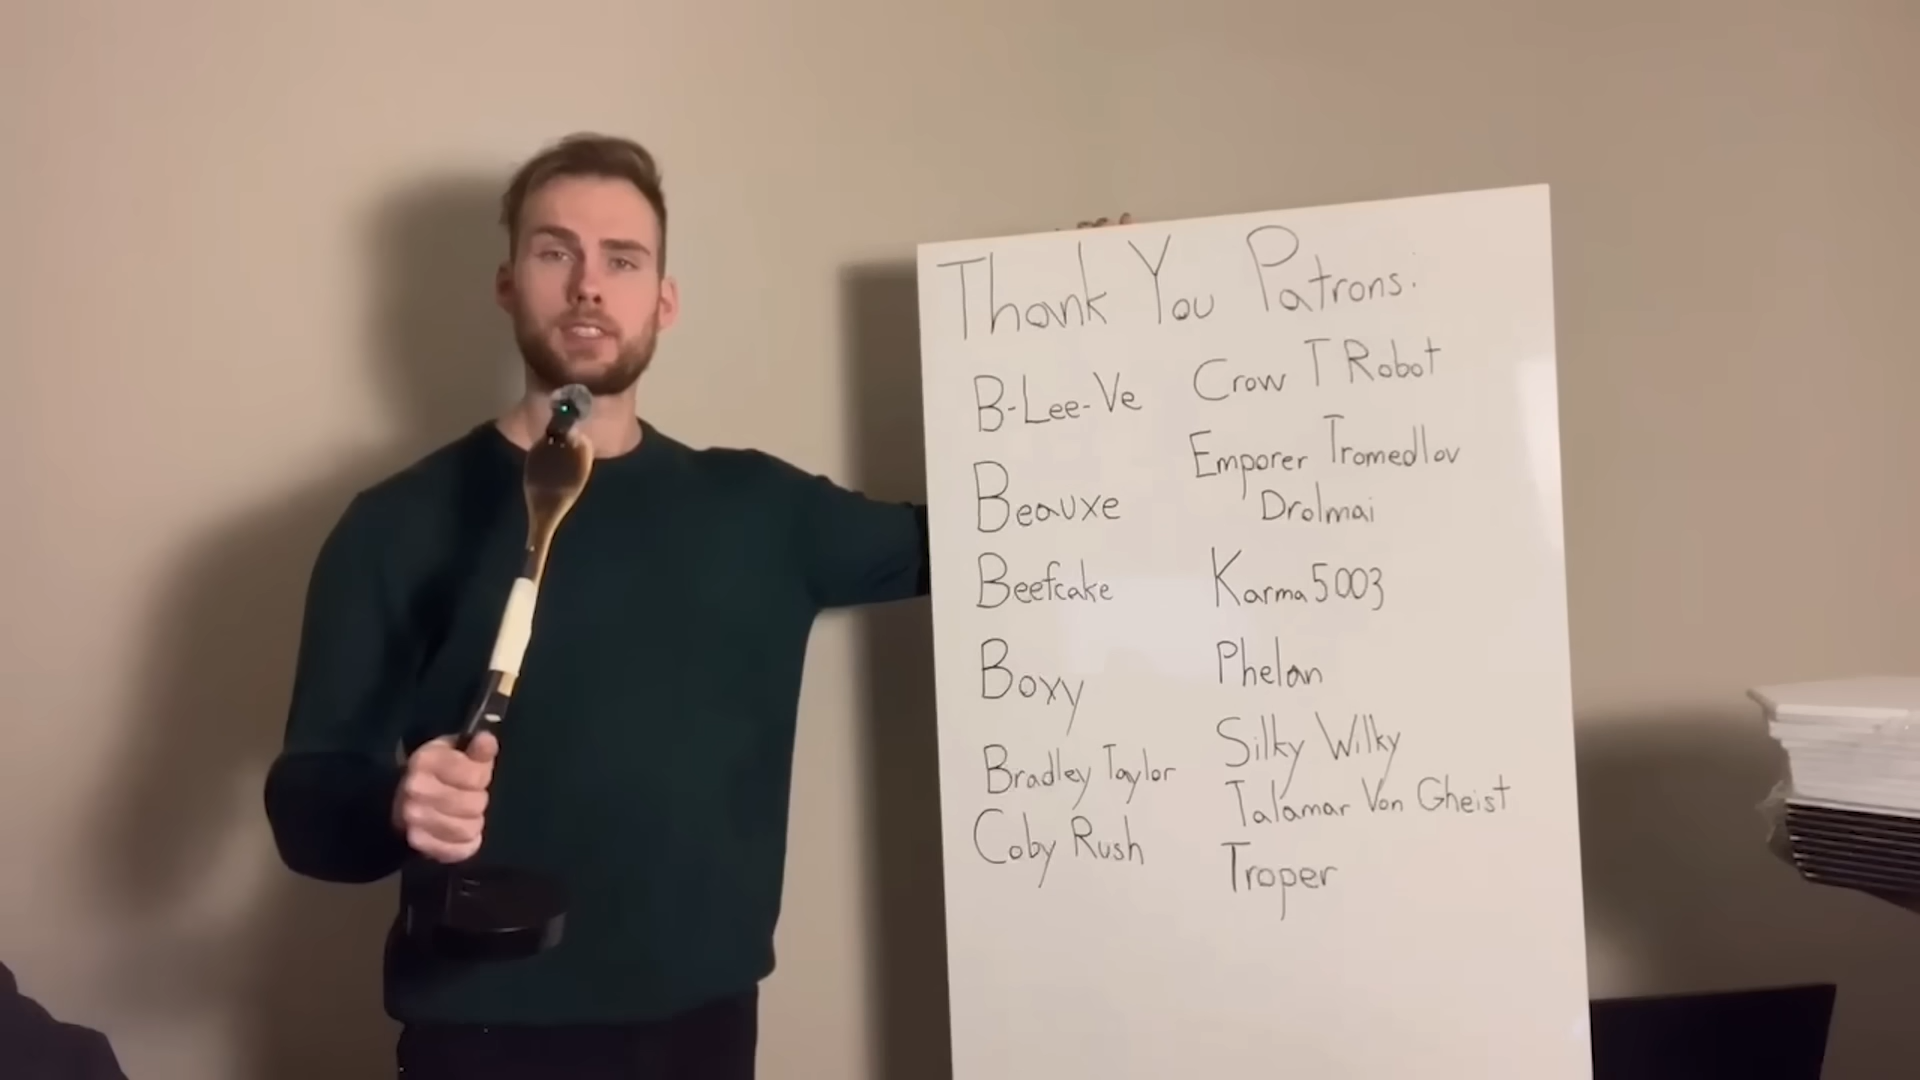 Thank You Patrons:
B-Lee-Ve
Beauxe
Beefcake
Boxy
Bradley Taylor
Coby Rush
Crow T Robot
Emporer Tromedlov
Drolmai
Karma5003
Phelan
Silky Wilky
Talamar Von Gheist
Troper